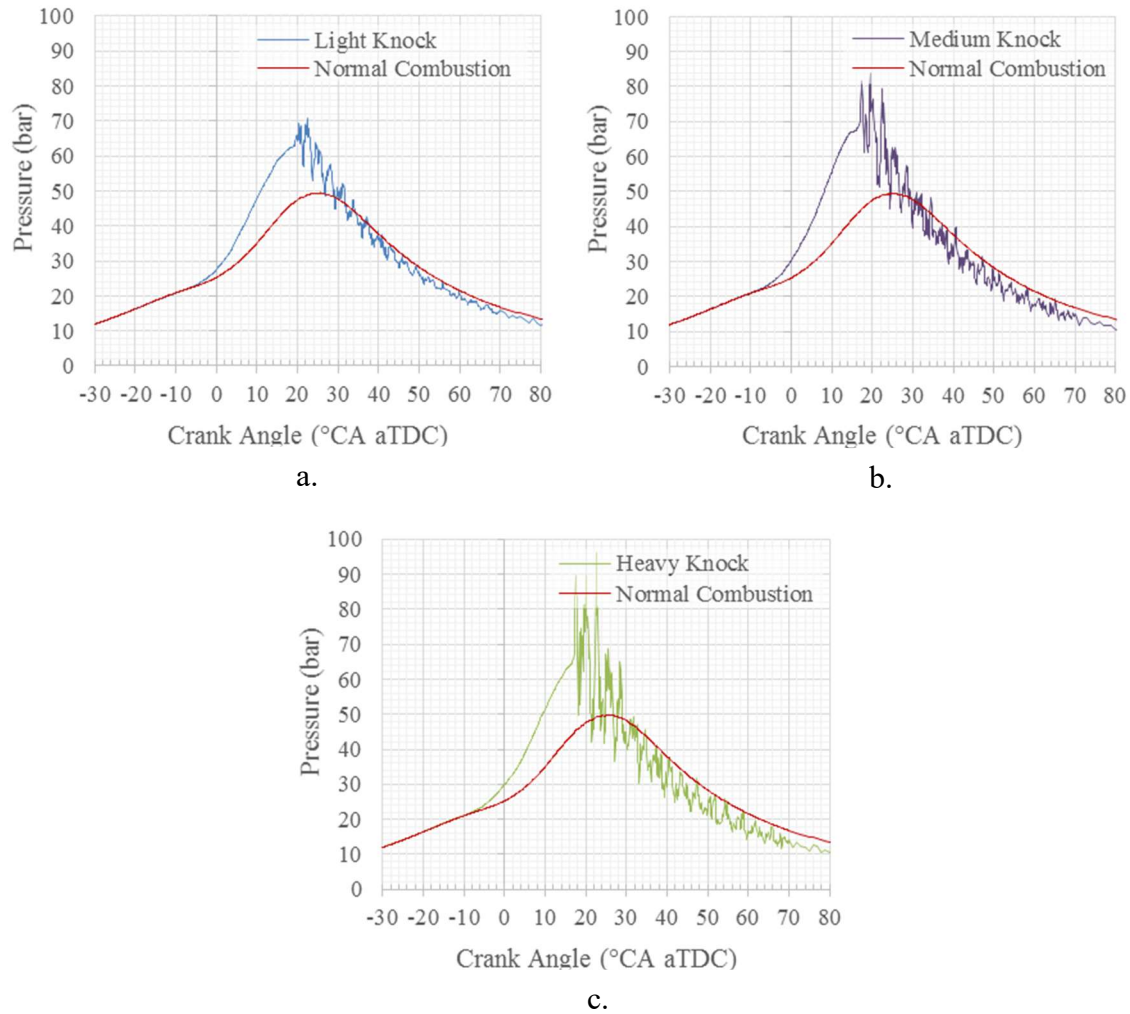 100
90
80
70
60
50
40
30
20
10
0
Pressure (bar)
Light Knock
Normal Combustion
-30 -20 -10 0 10 20 30 40 50 60 70 80
Crank Angle (°CA aTDC)
a.
100
90
80
70
60
50
40
30
20
10
0
Pressure (bar)
Medium Knock
Normal Combustion
-30 -20 -10 0 10 20 30 40 50 60 70 80
Crank Angle (°CA aTDC)
b.
100
90
80
70
60
50
40
30
20
10
0
Pressure (bar)
Heavy Knock
Normal Combustion
-30 -20 -10 0 10 20 30 40 50 60 70 80
Crank Angle (°CA aTDC)
c.